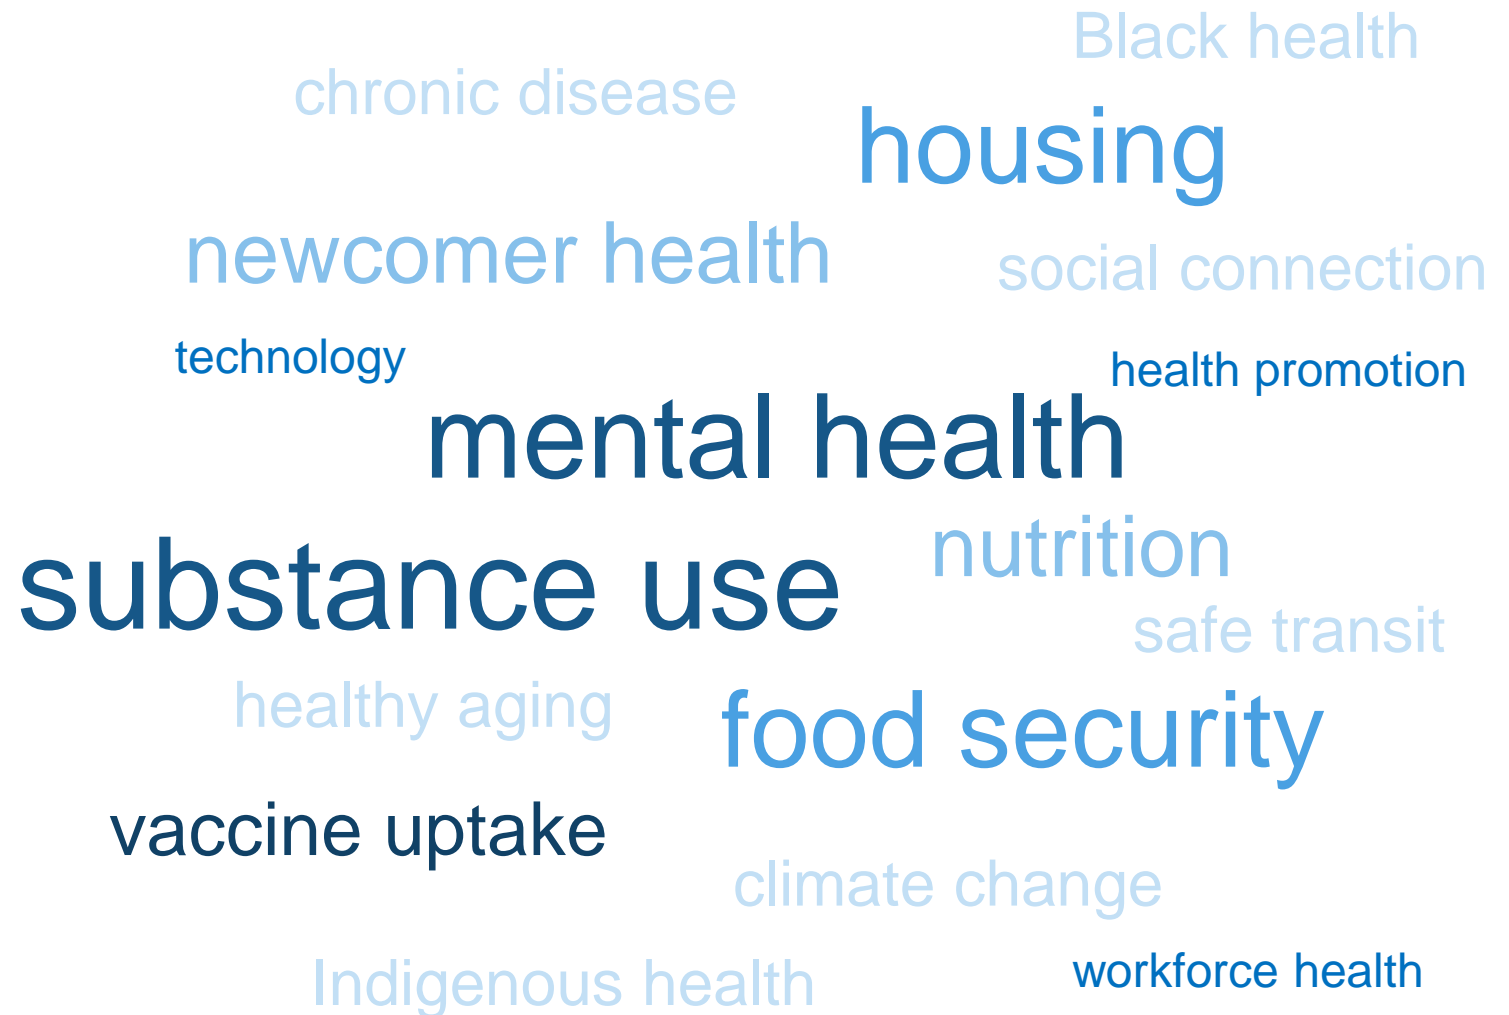 Black health
chronic disease
housing
newcomer health
social connection
technology
health promotion
mental health
nutrition
substance use
safe transit
healthy aging
food security
vaccine uptake
climate change
workforce health
Indigenous health